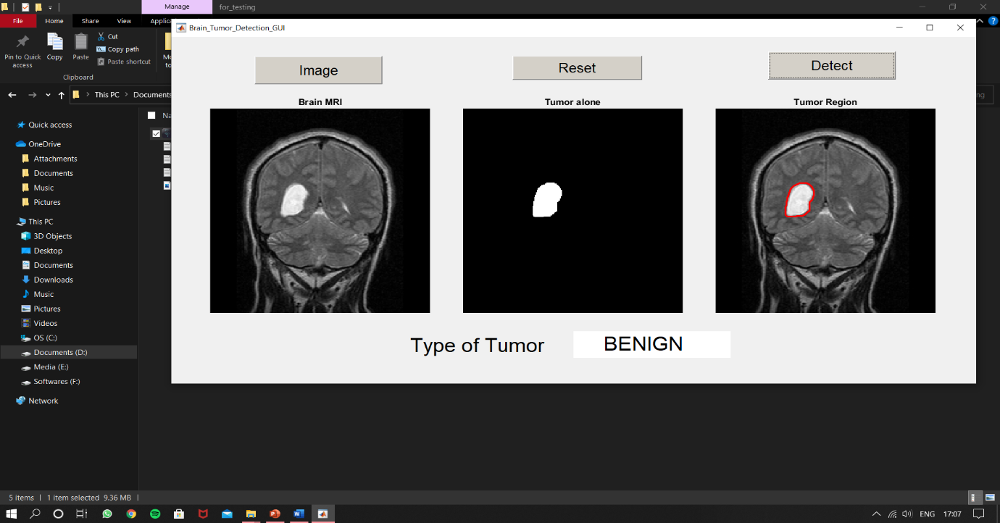 Manage
for_testing
File
Home
Share
View
Applica
Brain_Tumor_Detection_GUI
Pin to Quick
access
Copy
Paste
Cut
Copy path
Paste shortcut
Mo
to
Clipboard
This PC
Documents
ng
Image
Reset
Detect
Brain MRI
Tumor alone
Tumor Region
Type of Tumor
BENIGN
Na
Quick access
OneDrive
Attachments
Documents
Music
Pictures
This PC
3D Objects
Desktop
Documents
Downloads
Music
Pictures
Videos
OS (C:)
Documents (D:)
Media (E:)
Softwares (F:)
Network
5 items
1 item selected 9.36 MB
ENG
17:07